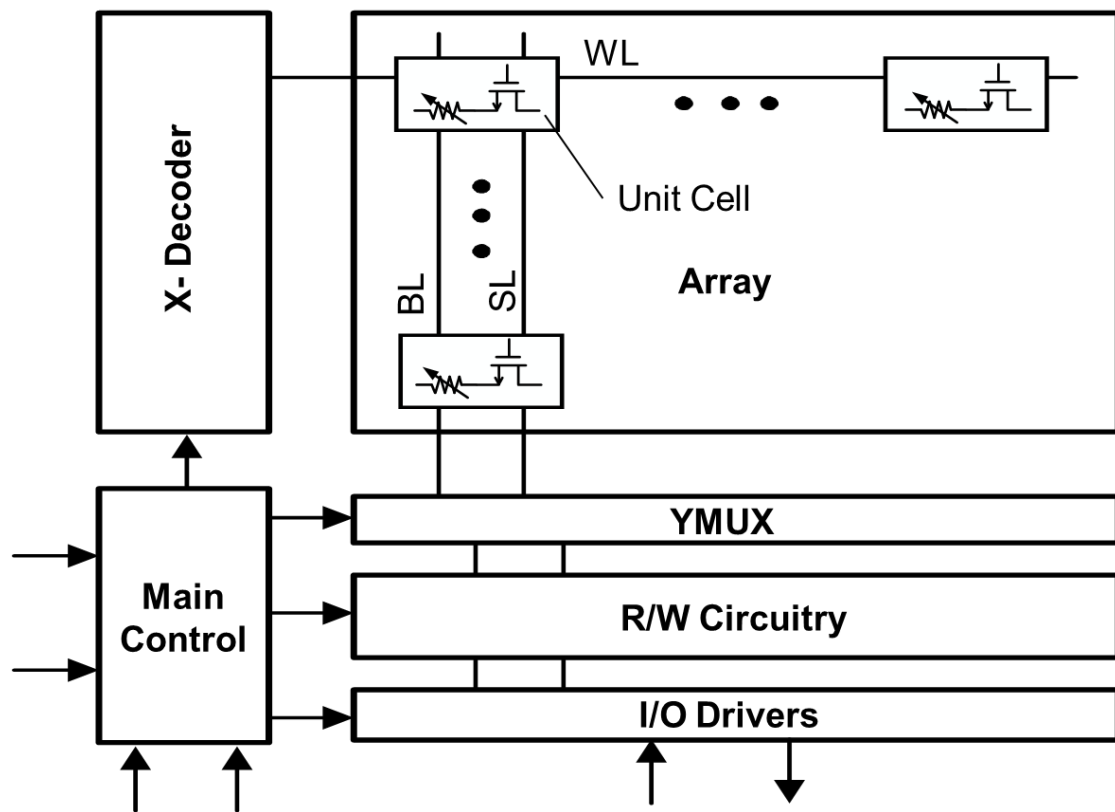 WL
X- Decoder
Unit Cell
BL
SL
Array
YMUX
Main
Control
R/W Circuitry
I/O Drivers